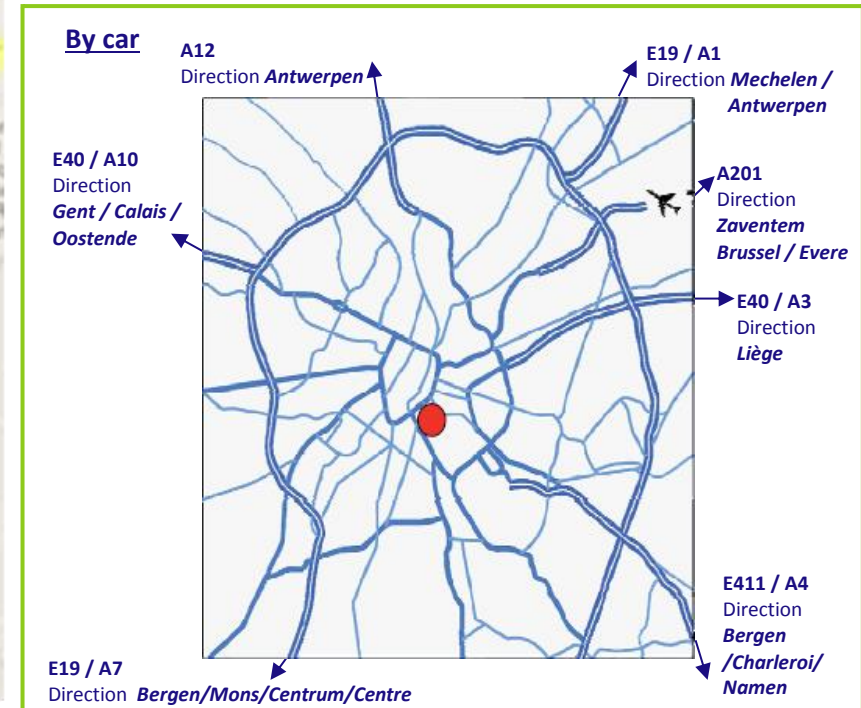 By car
A12
Direction Antwerpen
E19 / A1
Direction Mechelen /
Antwerpen
E40 / A10
Direction
Gent / Calais /
Oostende
A201
Direction
Zaventem
Brussel / Evere
E40 / A3
Direction
Liège
E411 / A4
Direction
Bergen
/Charleroi/
Namen
E19 / A7
Direction Bergen/Mons/Centrum/Centre